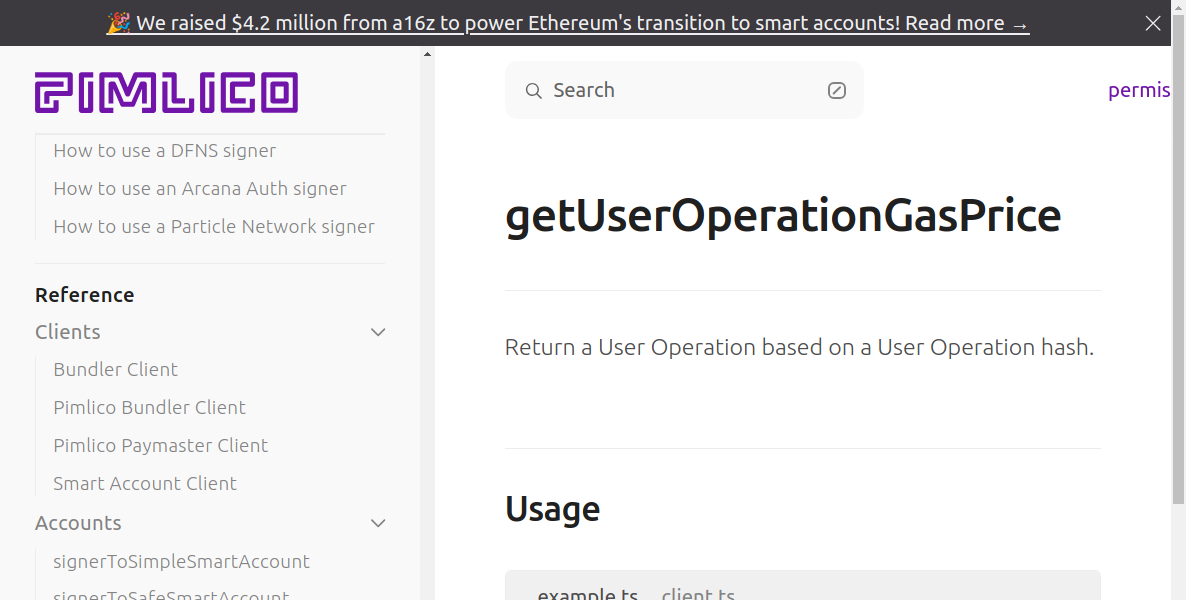 🎉 We raised $4.2 million from a16z to power Ethereum's transition to smart accounts! Read more →
PIMLICO
How to use a DFNS signer
How to use an Arcana Auth signer
How to use a Particle Network signer
Reference
Clients
Bundler Client
Pimlico Bundler Client
Pimlico Paymaster Client
Smart Account Client
Accounts
signerToSimpleSmartAccount
signerToSafeSmartAccount
Search
permis
getUserOperationGasPrice
Return a User Operation based on a User Operation hash.
Usage
example.ts client.ts